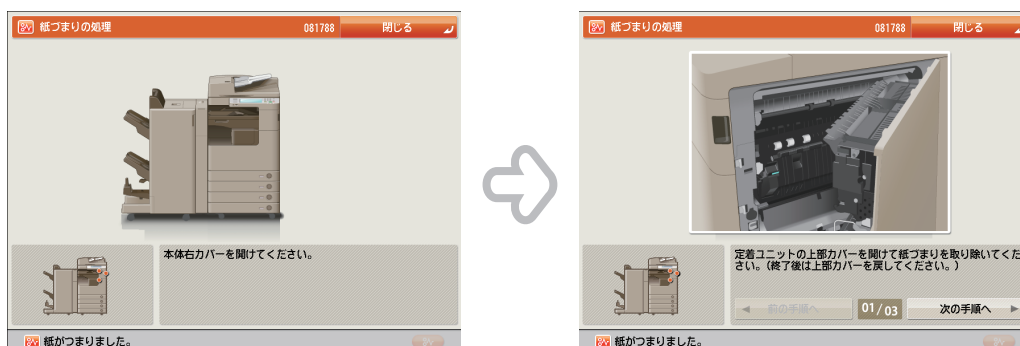 紙づまりの処理
081788
閉じる
本体右カバーを開けてください。
紙がつまりました。
紙づまりの処理
081788
閉じる
定着ユニットの上部カバーを開けて紙づまりを取り除いてくだ
さい。(終了後は上部カバーを戻してください。)
前の手順へ
01/03
次の手順へ
紙がつまりました。